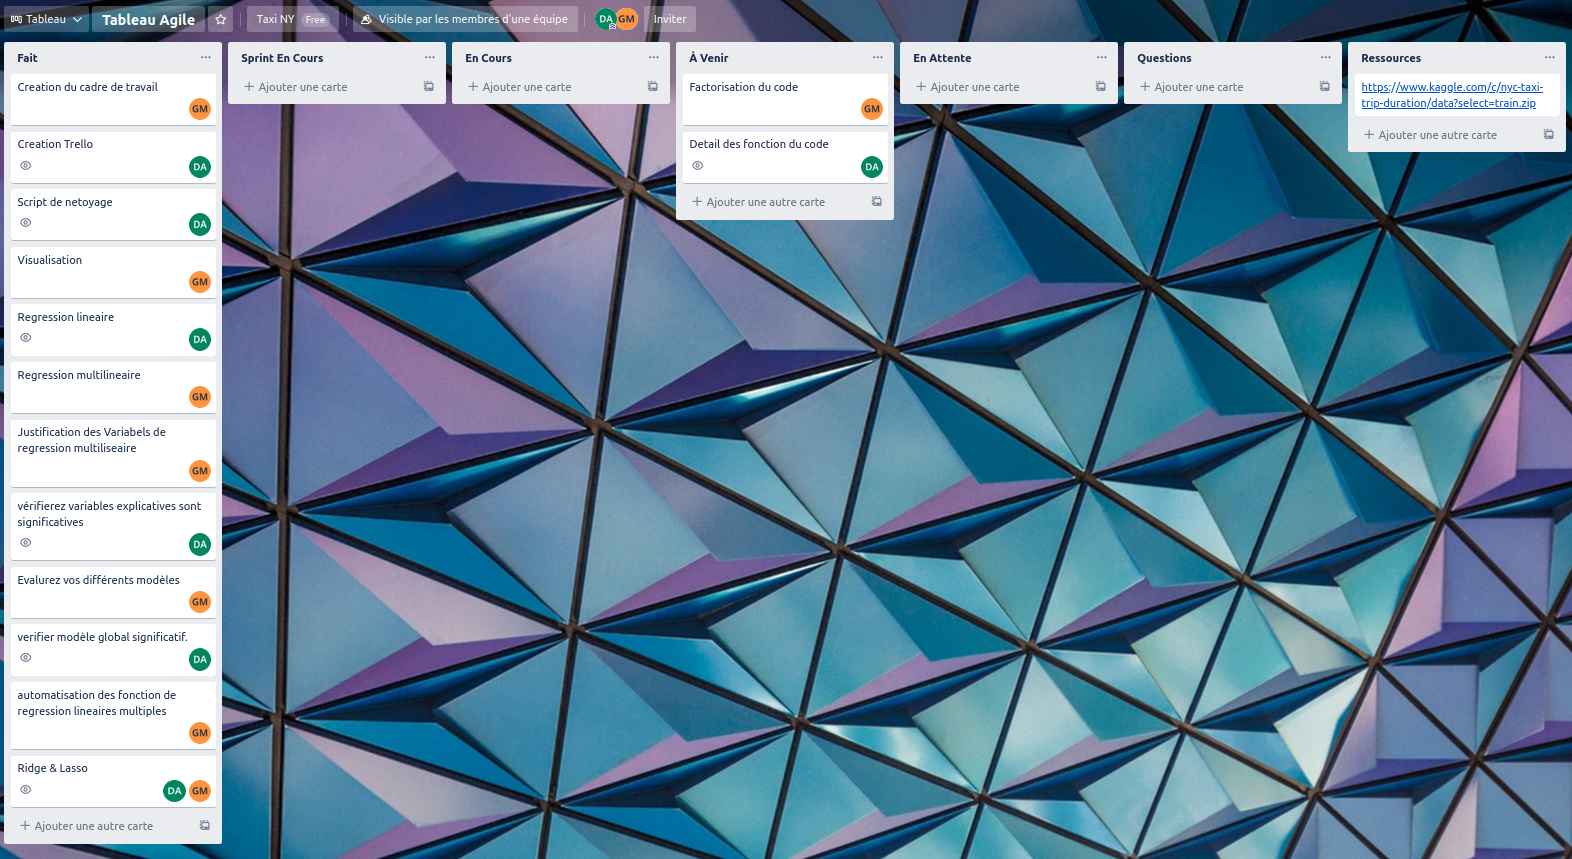 Tableau
Tableau Agile
Taxi NY Free
Visible par les membres d'une équipe
DA GM
Inviter
Fait
Creation du cadre de travail
GM
Creation Trello
DA
Script de netoyage
DA
Visualisation
GM
Regression lineaire
DA
Regression multilineaire
GM
Justification des Variabels de
regression multiliseaire
GM
vérifierez variables explicatives sont
significatives
DA
Evalurez vos différents modèles
GM
verifier modèle global significatif.
DA
automatisation des fonction de
regression lineaires multiples
GM
Ridge & Lasso
DA GM
+ Ajouter une autre carte
Sprint En Cours
+ Ajouter une carte
En Cours
+ Ajouter une carte
À Venir
Factorisation du code
GM
Detail des fonction du code
DA
+ Ajouter une autre carte
En Attente
+ Ajouter une carte
Questions
+ Ajouter une carte
Ressources
https://www.kaggle.com/c/nyc-taxi-
trip-duration/data?select=train.zip
+ Ajouter une autre carte